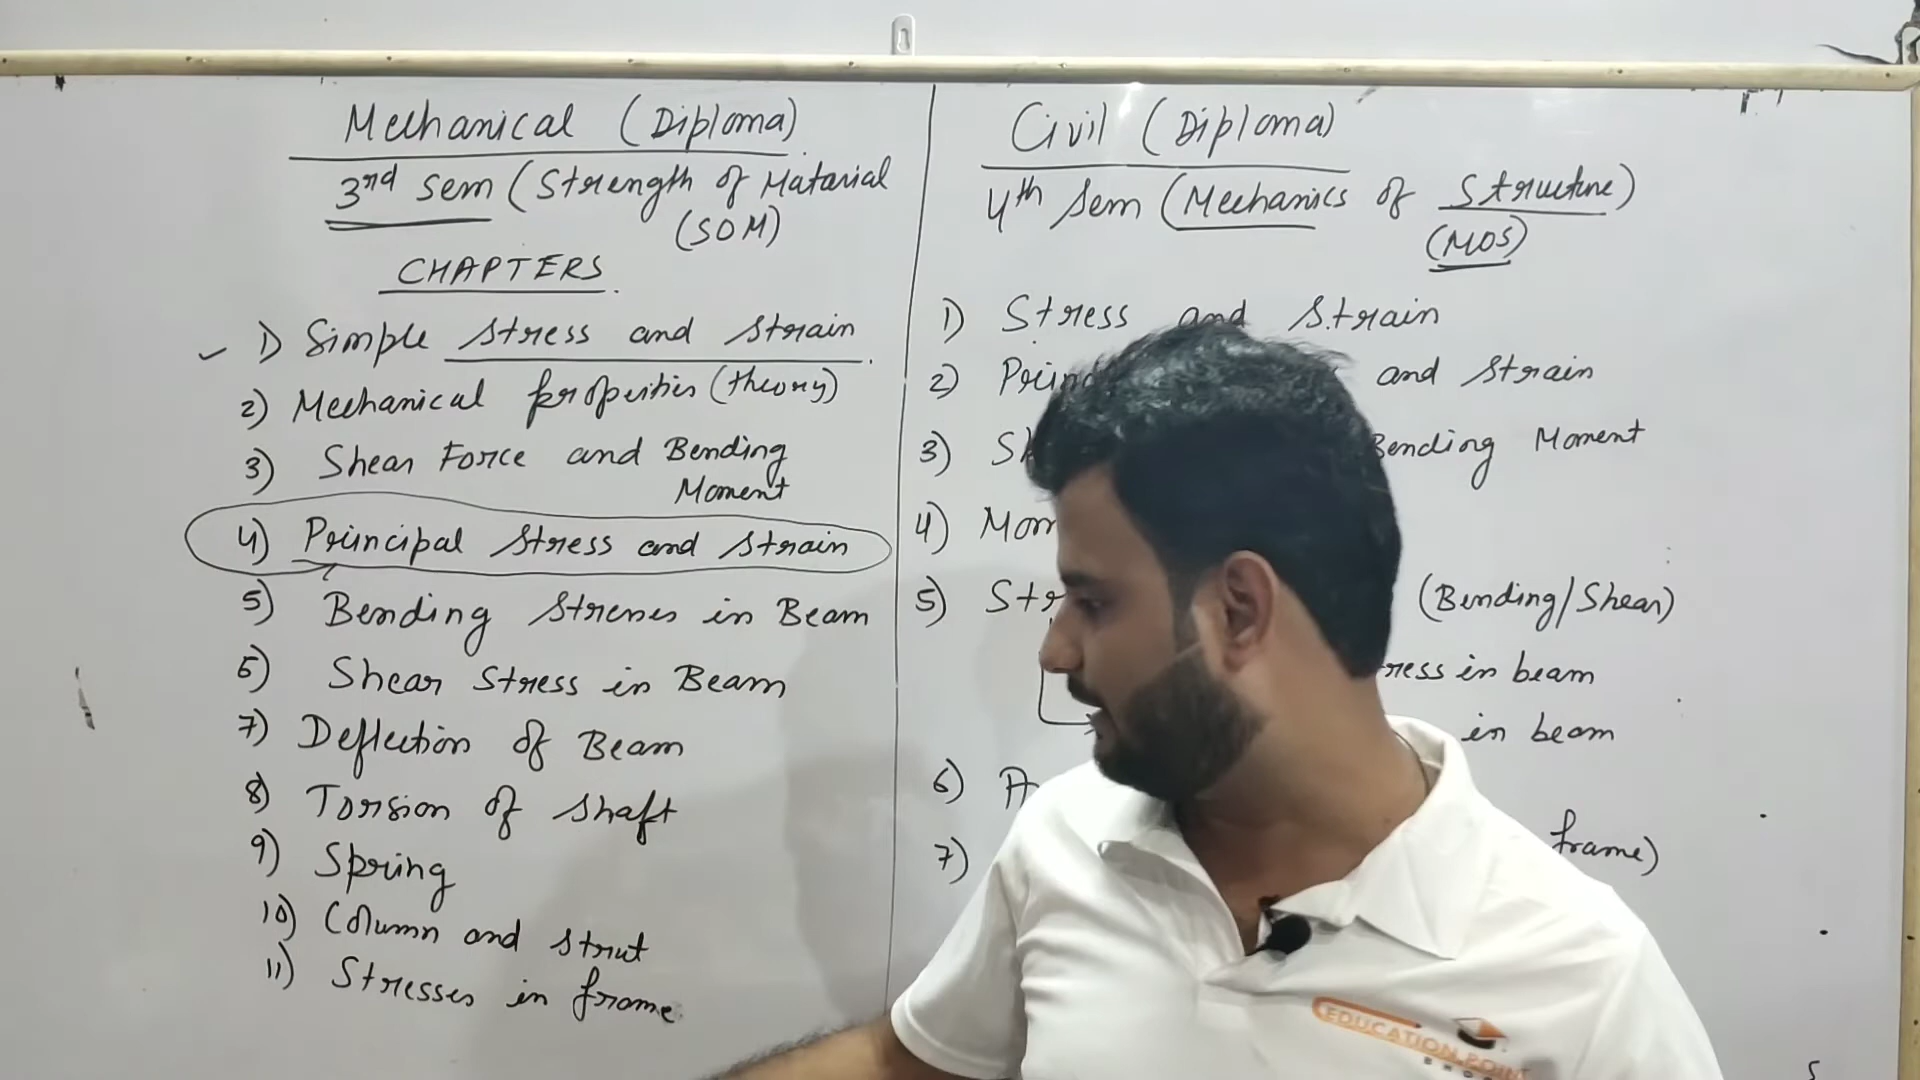 Mechanical (Diploma)
3rd Sem (Strength of Matarial
(SOM)
CHAPTERS.
1) Simple Stress and Strain.
2) Mechanical properties (theory)
3) Shear Force and Bending
Moment
4) Principal Stress and Strain
5) Bending Stresses in Beam
6) Shear Stress in Beam
7) Deflection of Beam
8) Torsion of Shaft
9) Spring
10) Column and Strut
11) Stresses in frame
Civil (Diploma)
4th Sem (Mechanics of Structure)
(MOS)
1) Stress and Strain
2) and Strain
3) Bending Moment
4)
5) (Bending/Shear)
in beam
in beam
6)
7) frame)
EDUCATION POINT